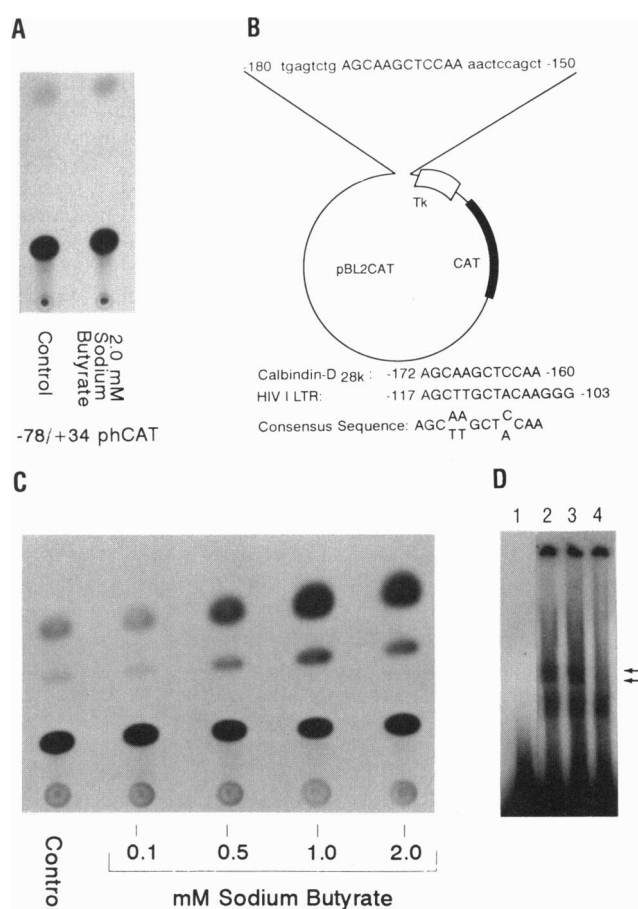 A
Control
2.0 mM
Sodium
Butyrate
-78/+34 phCAT
B
-180 tgagtctg AGCAAGCTCCAA aactccagct -150
Tk
pBL2CAT
CAT
Calbindin-D 28k : -172 AGCAAGCTCCAA -160
HIV I LTR: -117 AGCTTGCTACAAGGG -103
Consensus Sequence: AGC AA GCT C CAA
TT A
C
Contro
0.1 0.5 1.0 2.0
mM Sodium Butyrate
D
1 2 3 4